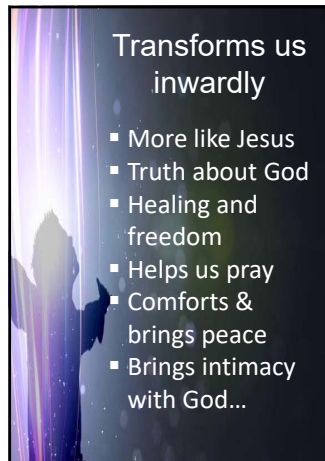 Transforms us
inwardly
▪ More like Jesus
▪ Truth about God
▪ Healing and
freedom
▪ Helps us pray
▪ Comforts &
brings peace
▪ Brings intimacy
with God…